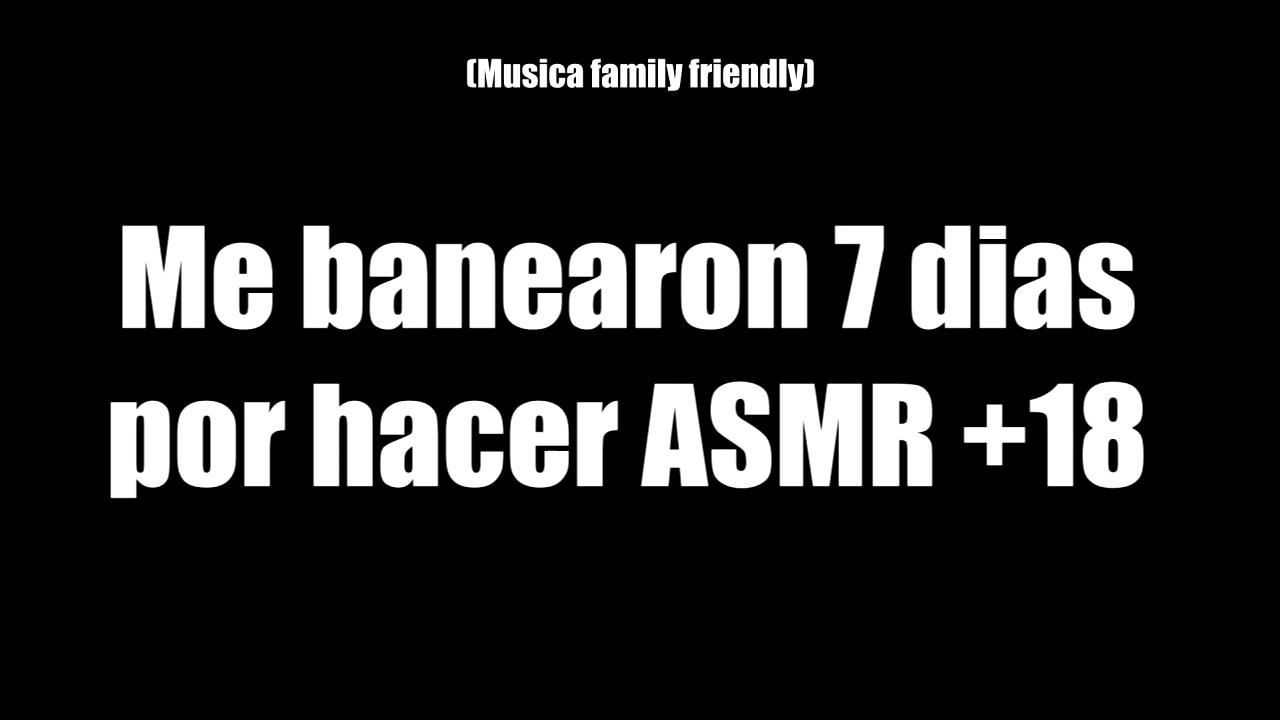 (Musica family friendly)
Me banearon 7 dias
por hacer ASMR +18